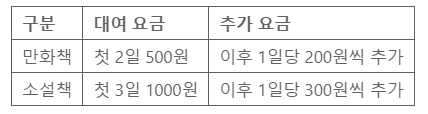 구분 대여 요금 추가 요금
만화책 첫 2일 500원 이후 1일당 200원씩 추가
소설책 첫 3일 1000원 이후 1일당 300원씩 추가